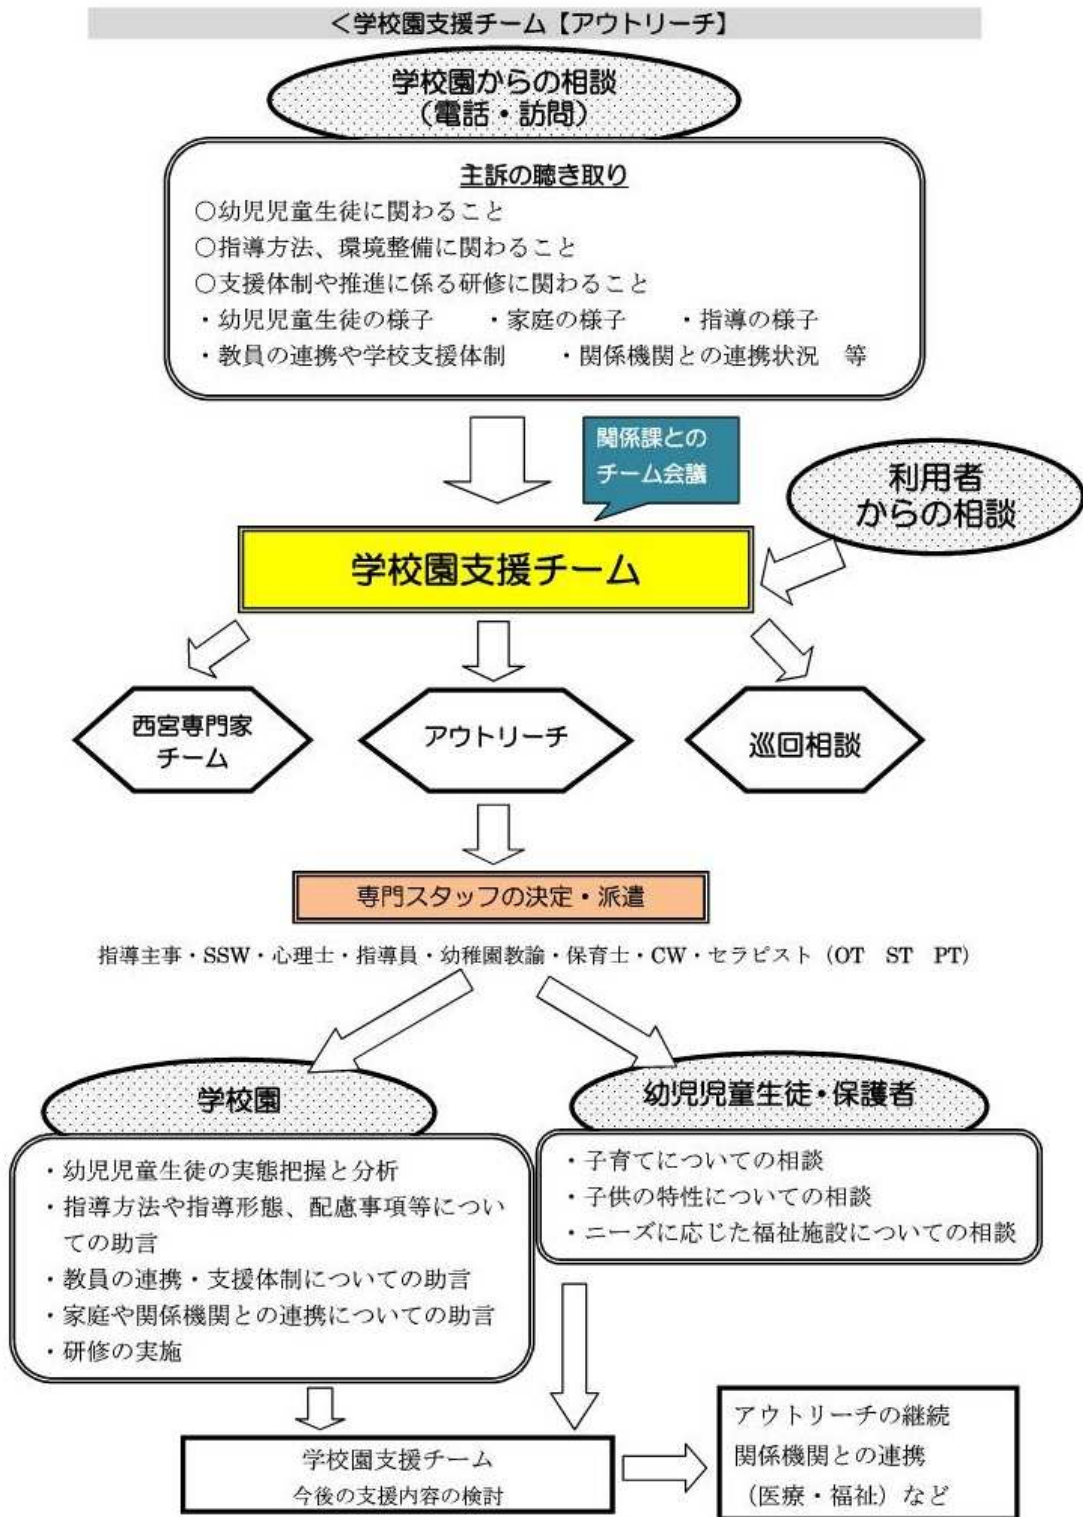 ＜学校園支援チーム【アウトリーチ】
学校園からの相談
（電話・訪問）
主訴の聴き取り
○幼児児童生徒に関わること
○指導方法、環境整備に関わること
○支援体制や推進に係る研修に関わること
・幼児児童生徒の様子　・家庭の様子　・指導の様子
・教員の連携や学校支援体制　・関係機関との連携状況　等
関係課との
チーム会議
利用者
からの相談
学校園支援チーム
西宮専門家
チーム
アウトリーチ
巡回相談
専門スタッフの決定・派遣
指導主事・SSW・心理士・指導員・幼稚園教諭・保育士・CW・セラピスト（OT　ST　PT）
学校園
・幼児児童生徒の実態把握と分析
・指導方法や指導形態、配慮事項等につい
ての助言
・教員の連携・支援体制についての助言
・家庭や関係機関との連携についての助言
・研修の実施
幼児児童生徒・保護者
・子育てについての相談
・子供の特性についての相談
・ニーズに応じた福祉施設についての相談
学校園支援チーム
今後の支援内容の検討
アウトリーチの継続
関係機関との連携
（医療・福祉）など